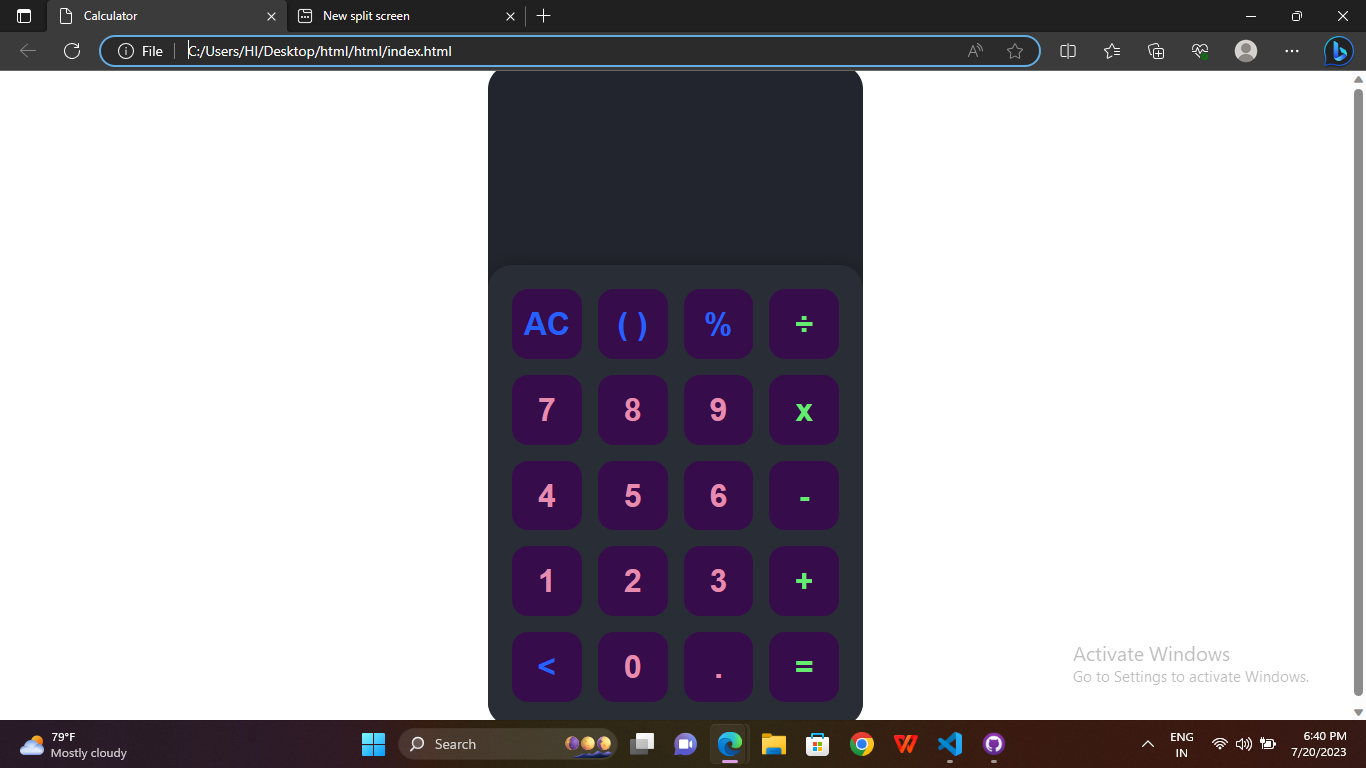 Calculator
New split screen
File
C:/Users/HI/Desktop/html/html/index.html
AC ( ) % ÷
7 8 9 x
4 5 6 -
1 2 3 +
< 0 . =
Activate Windows
Go to Settings to activate Windows.
79°F
Mostly cloudy
Search
ENG
IN
6:40 PM
7/20/2023